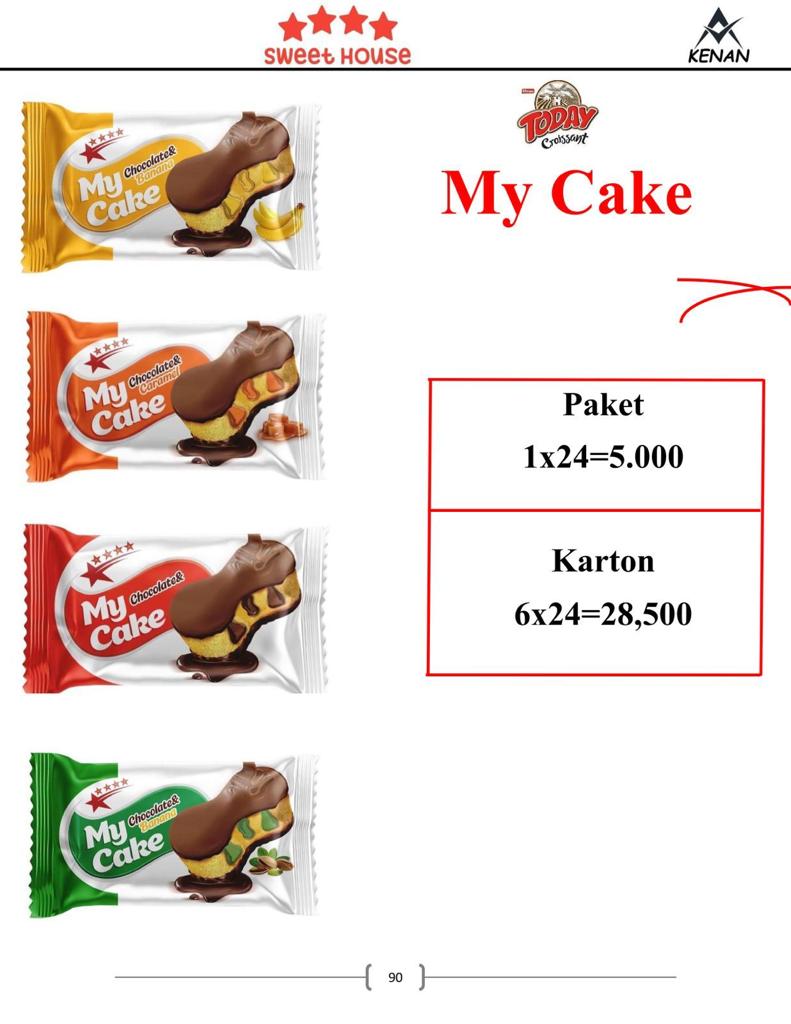 SWEET HOUSE
KENAN
TODAY
Croissant
My Cake
Chocolate&
Banana
My
Cake
Chocolate&
Caramel
My
Cake
Chocolate&
My
Cake
Chocolate&
Banana
My
Cake
Paket
1x24=5.000
Karton
6x24=28,500
90